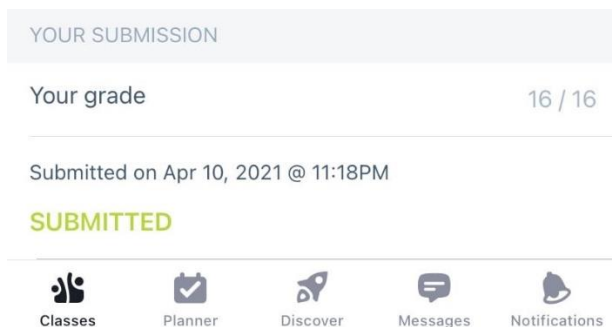 YOUR SUBMISSION
Your grade 16 / 16
Submitted on Apr 10, 2021 @ 11:18PM
SUBMITTED
Classes Planner Discover Messages Notifications